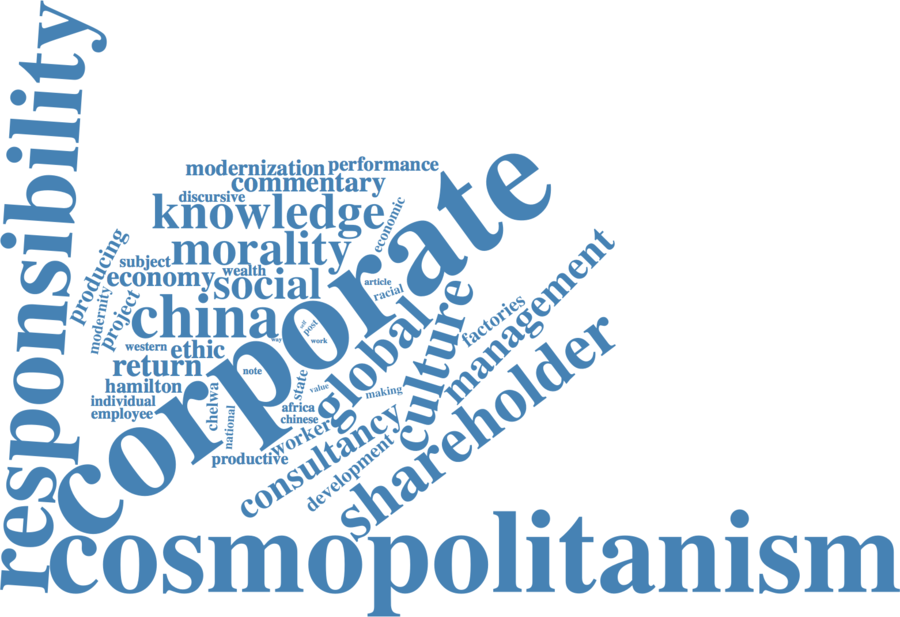 responsibility
modernization
performance
commentary
discursive
knowledge
economic
corporate
morality
producing
subject
wealth
economy
social
article
racial
modernity
project
china
self
post
way
work
western
ethic
global
culture
factories
management
return
note
hamilton
state
value
making
individual
employee
chelwa
national
africa
chinese
worker
productive
consultancy
development
shareholder
cosmopolitanism